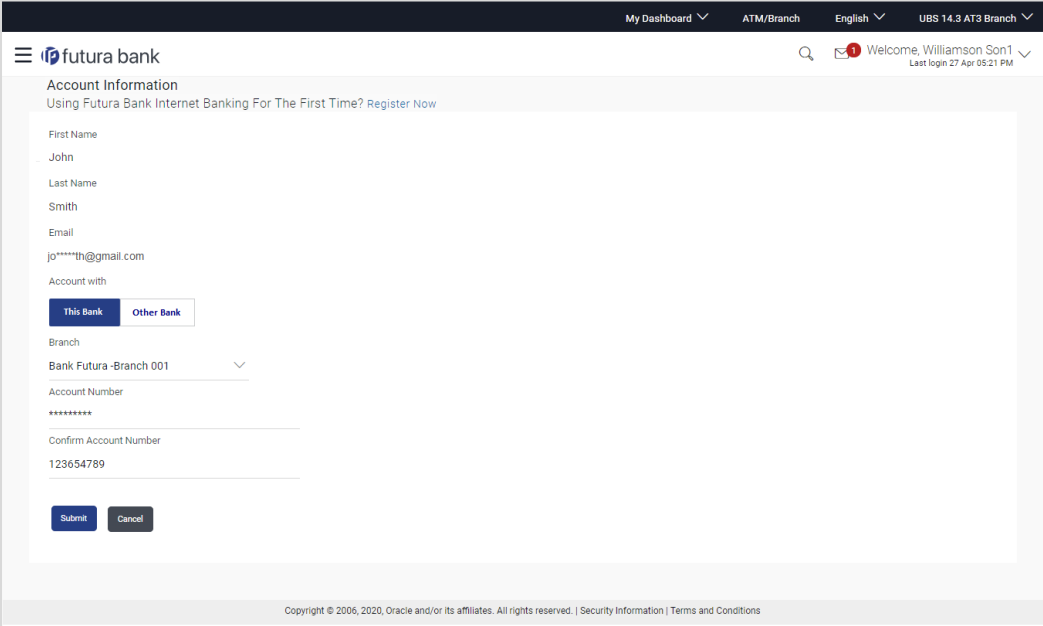 My Dashboard ATM/Branch English UBS 14.3 AT3 Branch
futura bank 1 Welcome, Williamson Son1
Last login 27 Apr 05:21 PM
Account Information
Using Futura Bank Internet Banking For The First Time? Register Now
First Name
John
Last Name
Smith
Email
jo*****th@gmail.com
Account with
This Bank Other Bank
Branch
Bank Futura -Branch 001
Account Number
*********
Confirm Account Number
123654789
Submit Cancel
Copyright © 2006, 2020, Oracle and/or its affiliates. All rights reserved. | Security Information | Terms and Conditions